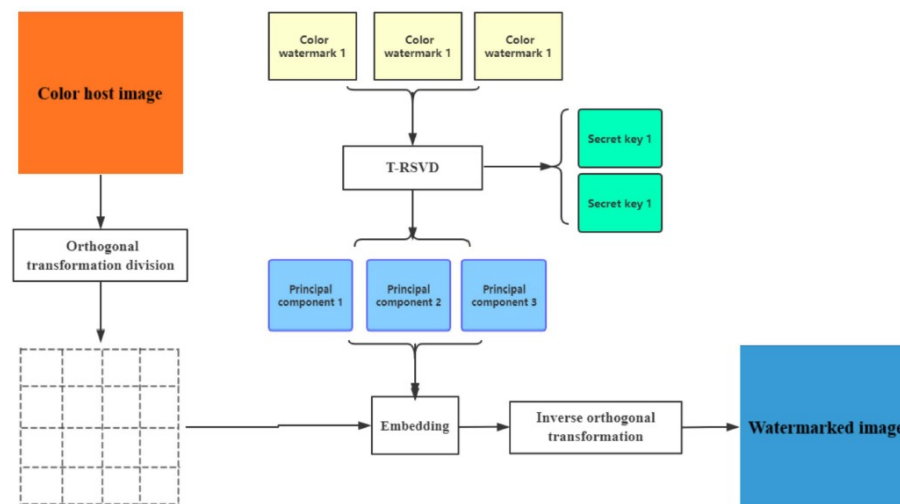 Color
watermark 1
Color
watermark 1
Color
watermark 1
Color host image
Secret key 1
T-RSVD
Secret key 1
Orthogonal
transformation division
Principal
component 1
Principal
component 2
Principal
component 3
Embedding
Inverse orthogonal
transformation
Watermarked image